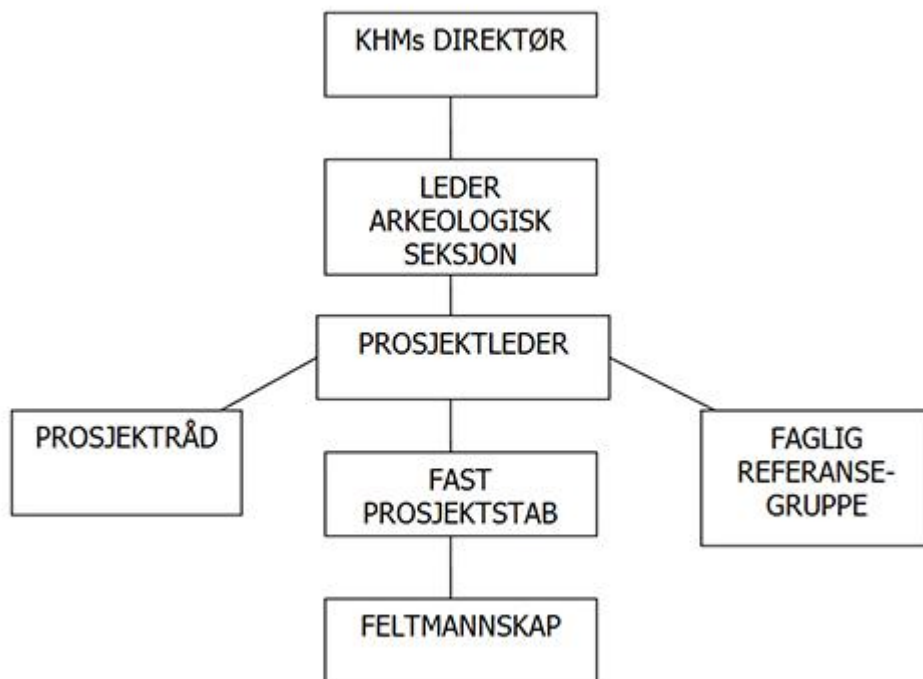 KHMs DIREKTØR
LEDER
ARKEOLOGISK
SEKSJON
PROSJEKTLEDER
PROSJEKTRÅD
FAST
PROSJEKTSTAB
FAGLIG
REFERANSE-
GRUPPE
FELTMANNSKAP